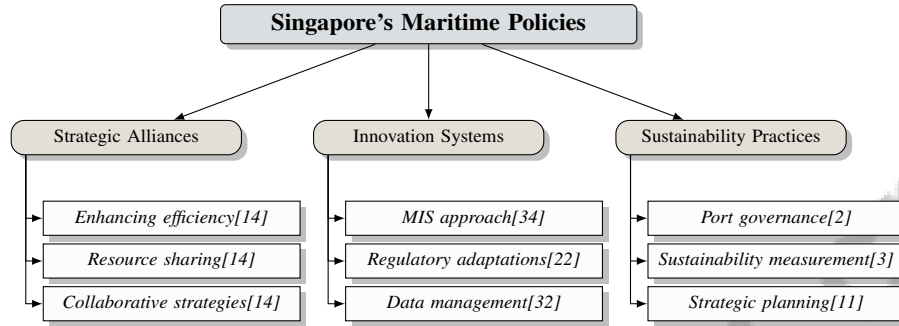 Singapore's Maritime Policies
Strategic Alliances
Enhancing efficiency[14]
Resource sharing[14]
Collaborative strategies[14]
Innovation Systems
MIS approach[34]
Regulatory adaptations[22]
Data management[32]
Sustainability Practices
Port governance[2]
Sustainability measurement[3]
Strategic planning[11]